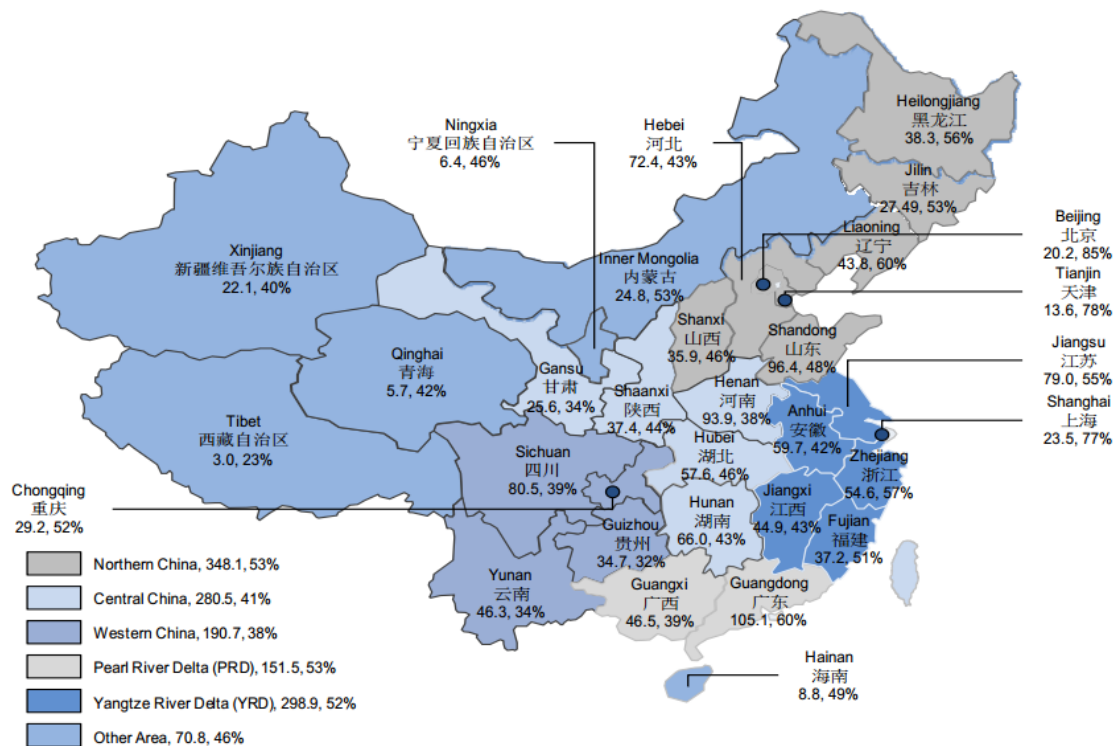 Heilongjiang
黑龙江
38.3, 56%
Ningxia
宁夏回族自治区
6.4, 46%
Hebei
河北
72.4, 43%
Jilin
吉林
27.49, 53%
Beijing
北京
20.2, 85%
Liaoning
辽宁
43.8, 60%
Tianjin
天津
13.6, 78%
Xinjiang
新疆维吾尔族自治区
22.1, 40%
Inner Mongolia
内蒙古
24.8, 53%
Shanxi
山西
35.9, 46%
Shandong
山东
96.4, 48%
Jiangsu
江苏
79.0, 55%
Qinghai
青海
5.7, 42%
Gansu
甘肃
25.6, 34%
Shaanxi
陕西
37.4, 44%
Henan
河南
93.9, 38%
Anhui
安徽
59.7, 42%
Shanghai
上海
23.5, 77%
Tibet
西藏自治区
3.0, 23%
Sichuan
四川
80.5, 39%
Hubei
湖北
57.6, 46%
Zhejiang
浙江
54.6, 57%
Chongqing
重庆
29.2, 52%
Hunan
湖南
66.0, 43%
Jiangxi
江西
44.9, 43%
Fujian
福建
37.2, 51%
Guizhou
贵州
34.7, 32%
Yunan
云南
46.3, 34%
Guangxi
广西
46.5, 39%
Guangdong
广东
105.1, 60%
Hainan
海南
8.8, 49%
Northern China, 348.1, 53%
Central China, 280.5, 41%
Western China, 190.7, 38%
Pearl River Delta (PRD), 151.5, 53%
Yangtze River Delta (YRD), 298.9, 52%
Other Area, 70.8, 46%